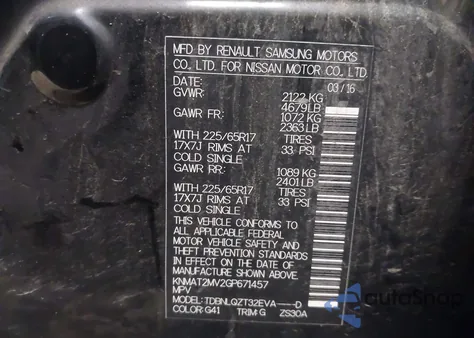 MFD BY RENAULT SAMSUNG MOTORS
CO. LTD. FOR NISSAN MOTOR CO., LTD.
DATE: 03/16
GVWR: 2122 KG
4679LB
GAWR FR: 1072 KG
2363 LB
WITH 225/65R17 TIRES
17X7J RIMS AT 33 PSI
COLD SINGLE
GAWR RR: 1089 KG
2401 LB
WITH 225/65R17 TIRES
17X7J RIMS AT 33 PSI
COLD SINGLE
THIS VEHICLE CONFORMS TO
ALL APPLICABLE FEDERAL
MOTOR VEHICLE SAFETY AND
THEFT PREVENTION STANDARDS
IN EFFECT ON THE DATE OF
MANUFACTURE SHOWN ABOVE.
KNMAT2MV2GP671457
MPV
MODEL: TDBNLQZT32EVA----D
COLOR: G41 TRIM: G ZS30A
autoSnap